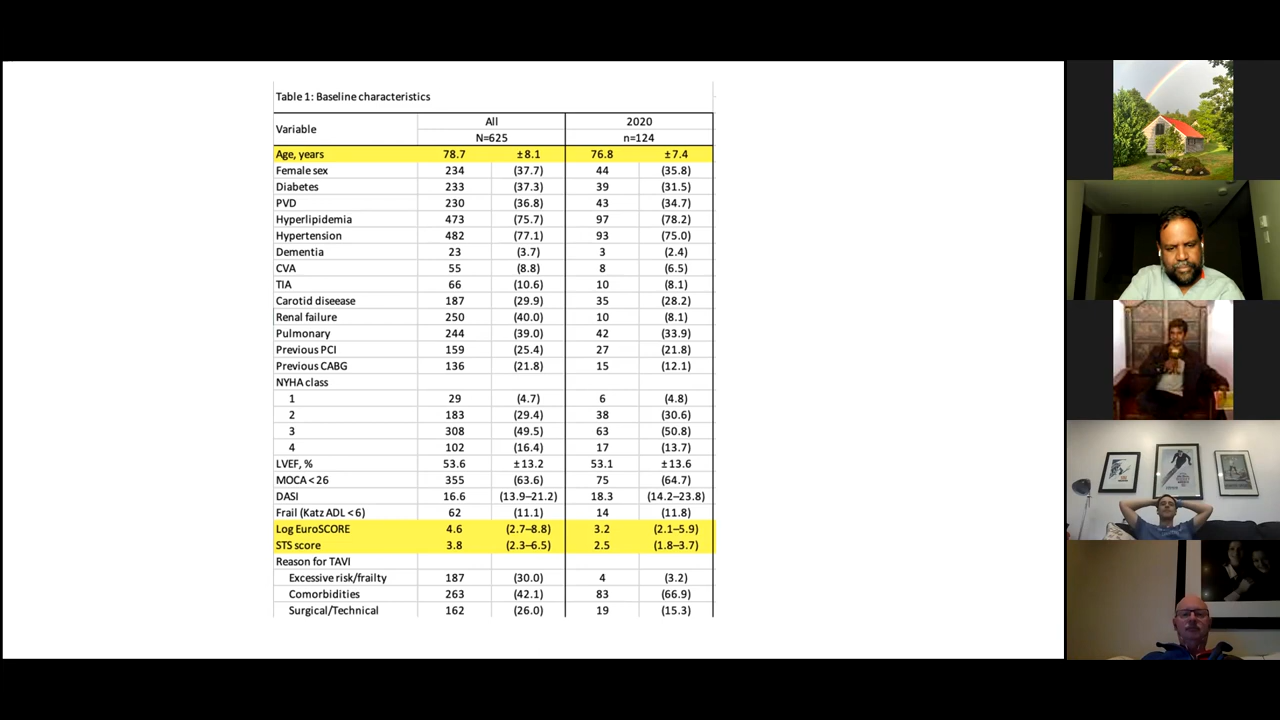 Table 1: Baseline characteristics
Variable All 2020
N=625 n=124
Age, years 78.7 ±8.1 76.8 ±7.4
Female sex 234 (37.7) 44 (35.8)
Diabetes 233 (37.3) 39 (31.5)
PVD 230 (36.8) 43 (34.7)
Hyperlipidemia 473 (75.7) 97 (78.2)
Hypertension 482 (77.1) 93 (75.0)
Dementia 23 (3.7) 3 (2.4)
CVA 55 (8.8) 8 (6.5)
TIA 66 (10.6) 10 (8.1)
Carotid diseease 187 (29.9) 35 (28.2)
Renal failure 250 (40.0) 10 (8.1)
Pulmonary 244 (39.0) 42 (33.9)
Previous PCI 159 (25.4) 27 (21.8)
Previous CABG 136 (21.8) 15 (12.1)
NYHA class
1 29 (4.7) 6 (4.8)
2 183 (29.4) 38 (30.6)
3 308 (49.5) 63 (50.8)
4 102 (16.4) 17 (13.7)
LVEF, % 53.6 ±13.2 53.1 ±13.6
MOCA < 26 355 (63.6) 75 (64.7)
DASI 16.6 (13.9–21.2) 18.3 (14.2–23.8)
Frail (Katz ADL < 6) 62 (11.1) 14 (11.8)
Log EuroSCORE 4.6 (2.7–8.8) 3.2 (2.1–5.9)
STS score 3.8 (2.3–6.5) 2.5 (1.8–3.7)
Reason for TAVI
Excessive risk/frailty 187 (30.0) 4 (3.2)
Comorbidities 263 (42.1) 83 (66.9)
Surgical/Technical 162 (26.0) 19 (15.3)